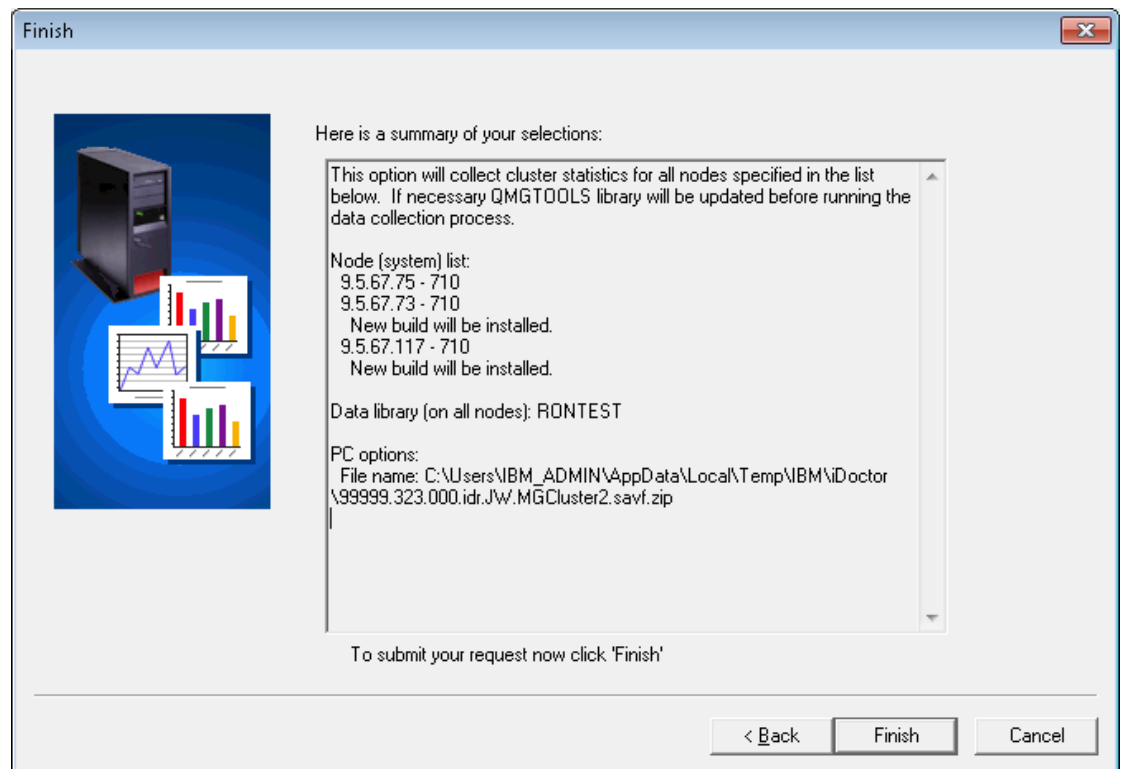 Finish
Here is a summary of your selections:
This option will collect cluster statistics for all nodes specified in the list
below.  If necessary QMGTOOLS library will be updated before running the
data collection process.
Node (system) list:
9.5.67.75 - 710
9.5.67.73 - 710
New build will be installed.
9.5.67.117 - 710
New build will be installed.
Data library (on all nodes): RONTEST
PC options:
File name: C:\Users\IBM_ADMIN\AppData\Local\Temp\IBM\iDoctor
\99999.323.000.idr.JW.MGCluster2.savf.zip
To submit your request now click 'Finish'
< Back
Finish
Cancel